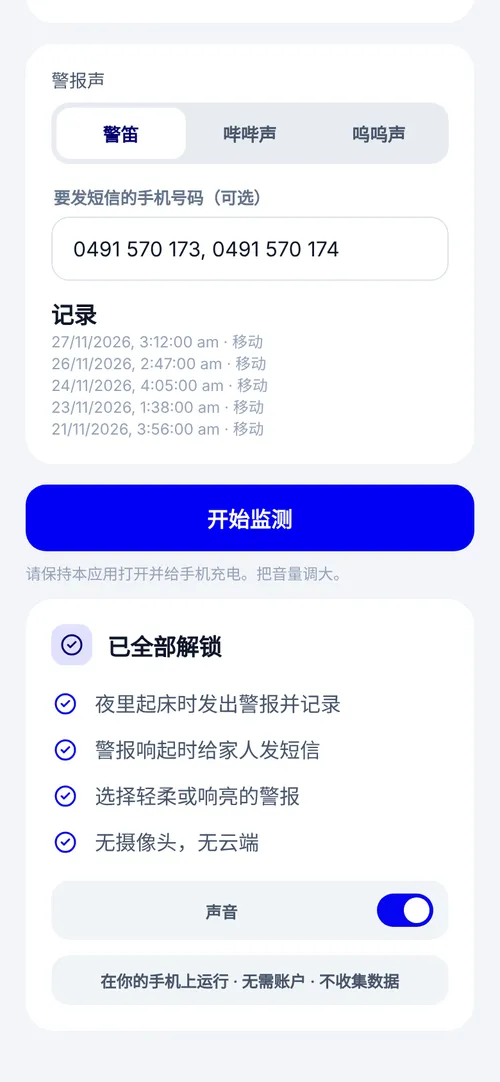 警报声
警笛
哔哔声
呜呜声
要发短信的手机号码（可选）
0491 570 173, 0491 570 174
记录
27/11/2026, 3:12:00 am · 移动
26/11/2026, 2:47:00 am · 移动
24/11/2026, 4:05:00 am · 移动
23/11/2026, 1:38:00 am · 移动
21/11/2026, 3:56:00 am · 移动
开始监测
请保持本应用打开并给手机充电。把音量调大。
已全部解锁
夜里起床时发出警报并记录
警报响起时给家人发短信
选择轻柔或响亮的警报
无摄像头，无云端
声音
在你的手机上运行 · 无需账户 · 不收集数据